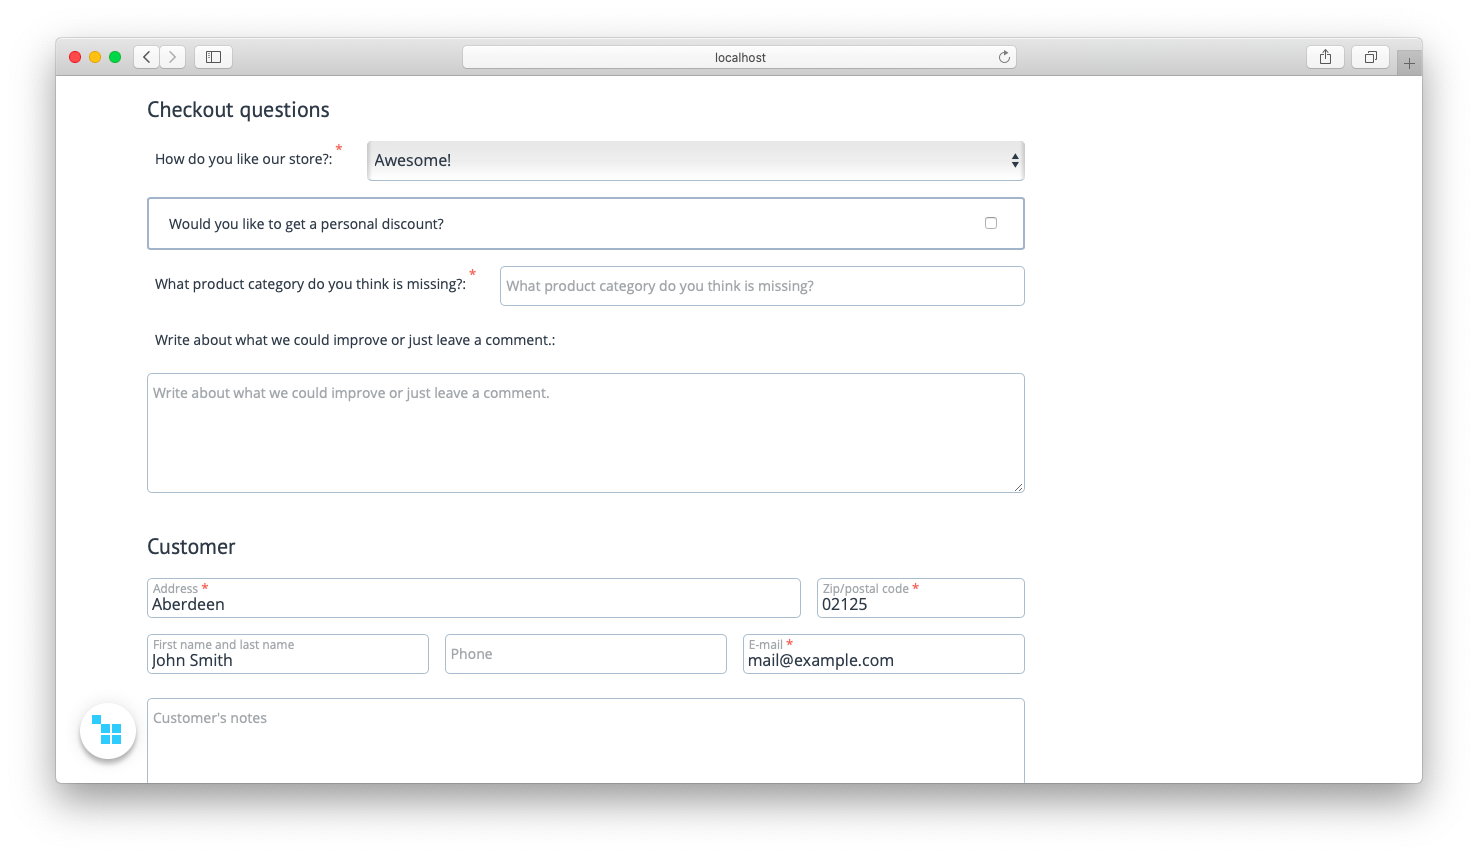 localhost
Checkout questions
How do you like our store?: *
Awesome!
Would you like to get a personal discount?
What product category do you think is missing?: *
What product category do you think is missing?
Write about what we could improve or just leave a comment.:
Write about what we could improve or just leave a comment.
Customer
Address *
Aberdeen
Zip/postal code *
02125
First name and last name
John Smith
Phone
E-mail *
mail@example.com
Customer's notes